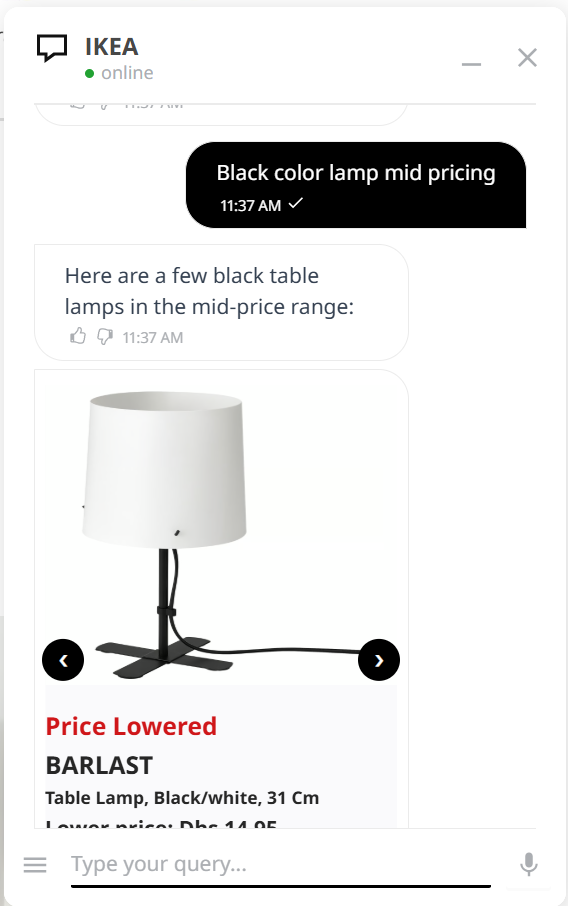 IKEA
online
11:37 AM
Black color lamp mid pricing
11:37 AM
Here are a few black table
lamps in the mid-price range:
11:37 AM
Price Lowered
BARLAST
Table Lamp, Black/white, 31 Cm
Lower price: Dhs 14.95
Type your query...